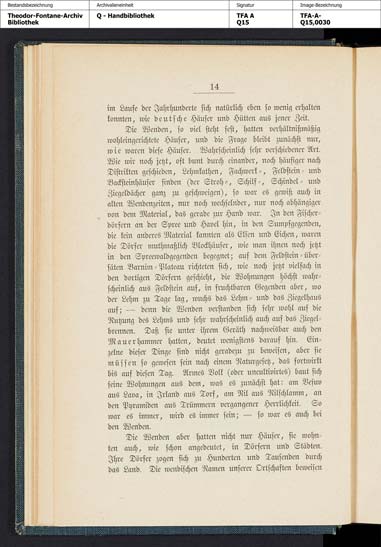 Bestandsbezeichnung
Theodor-Fontane-Archiv
Bibliothek
Archivalieneinheit
Q - Handbibliothek
Signatur
TFA A
Q15
Image-Bezeichnung
TFA-A-
Q15,0030
14
im Laufe der Jahrhunderte sich natürlich eben so wenig erhalten
konnten, wie deutsche Häuser und Hütten aus jener Zeit.
Die Wenden, so viel steht fest, hatten verhältnißmäßig
wohleingerichtete Häuser, und die Frage bleibt zunächst nur,
wie waren diese Häuser. Wahrscheinlich sehr verschiedener Art.
Wie wir noch jetzt, oft bunt durch einander, noch häufiger nach
Distrikten geschieden, Lehmkathen, Fachwerk-, Feldstein- und
Backsteinhäuser finden (der Stroh-, Schilf-, Schindel- und
Ziegeldächer ganz zu geschweigen), so war es gewiß auch in
alten Wendenzeiten, nur noch wechselnder, nur noch abhängiger
von dem Material, das gerade zur Hand war. In den Fischer-
dörfern an der Spree und Havel hin, in den Sumpfgegenden,
die kein anderes Material kannten als Elsen und Eichen, waren
die Dörfer muthmaßlich Blockhäuser, wie man ihnen noch jetzt
in den Spreewaldgegenden begegnet; auf dem Feldstein-über-
säten Barnim-Plateau richteten sich, wie noch jetzt vielfach in
den dortigen Dörfern geschieht, die Wohnungen höchst wahr-
scheinlich aus Feldstein auf, in fruchtbaren Gegenden aber, wo
der Lehm zu Tage lag, wuchs das Lehm- und das Ziegelhaus
auf; — denn die Wenden verstanden sich sehr wohl auf die
Nutzung des Lehms und sehr wahrscheinlich auch auf das Ziegel-
brennen. Daß sie unter ihrem Geräth nachweisbar auch den
Mauerhammer hatten, deutet wenigstens darauf hin. Ein-
zelne dieser Dinge sind nicht geradezu zu beweisen, aber sie
müssen so gewesen sein nach einem Naturgesetz, das fortwirkt
bis auf diesen Tag. Armes Volk (oder uncultivirtes) baut sich
seine Wohnungen aus dem, was es zunächst hat: am Vesuv
aus Lava, in Irland aus Torf, am Nil aus Nilschlamm, an
den Pyramiden aus Trümmern vergangener Herrlichkeit. So
war es immer, wird es immer sein; — so war es auch bei
den Wenden.
Die Wenden aber hatten nicht nur Häuser, sie wohn-
ten auch, wie schon angedeutet, in Dörfern und Städten.
Ihre Dörfer zogen sich zu Hunderten und Tausenden durch
das Land. Die wendischen Namen unserer Ortschaften beweisen